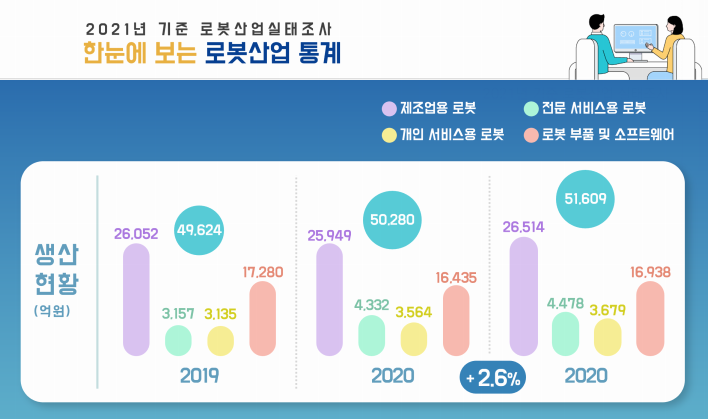 2021년 기준 로봇산업실태조사
한눈에 보는 로봇산업 통계
제조업용 로봇
전문 서비스용 로봇
개인 서비스용 로봇
로봇 부품 및 소프트웨어
생산
현황
(억원)
26,052
49,624
3,157
3,135
17,280
2019
25,949
50,280
4,332
3,564
16,435
2020
+ 2.6%
26,514
51,609
4,478
3,679
16,938
2020